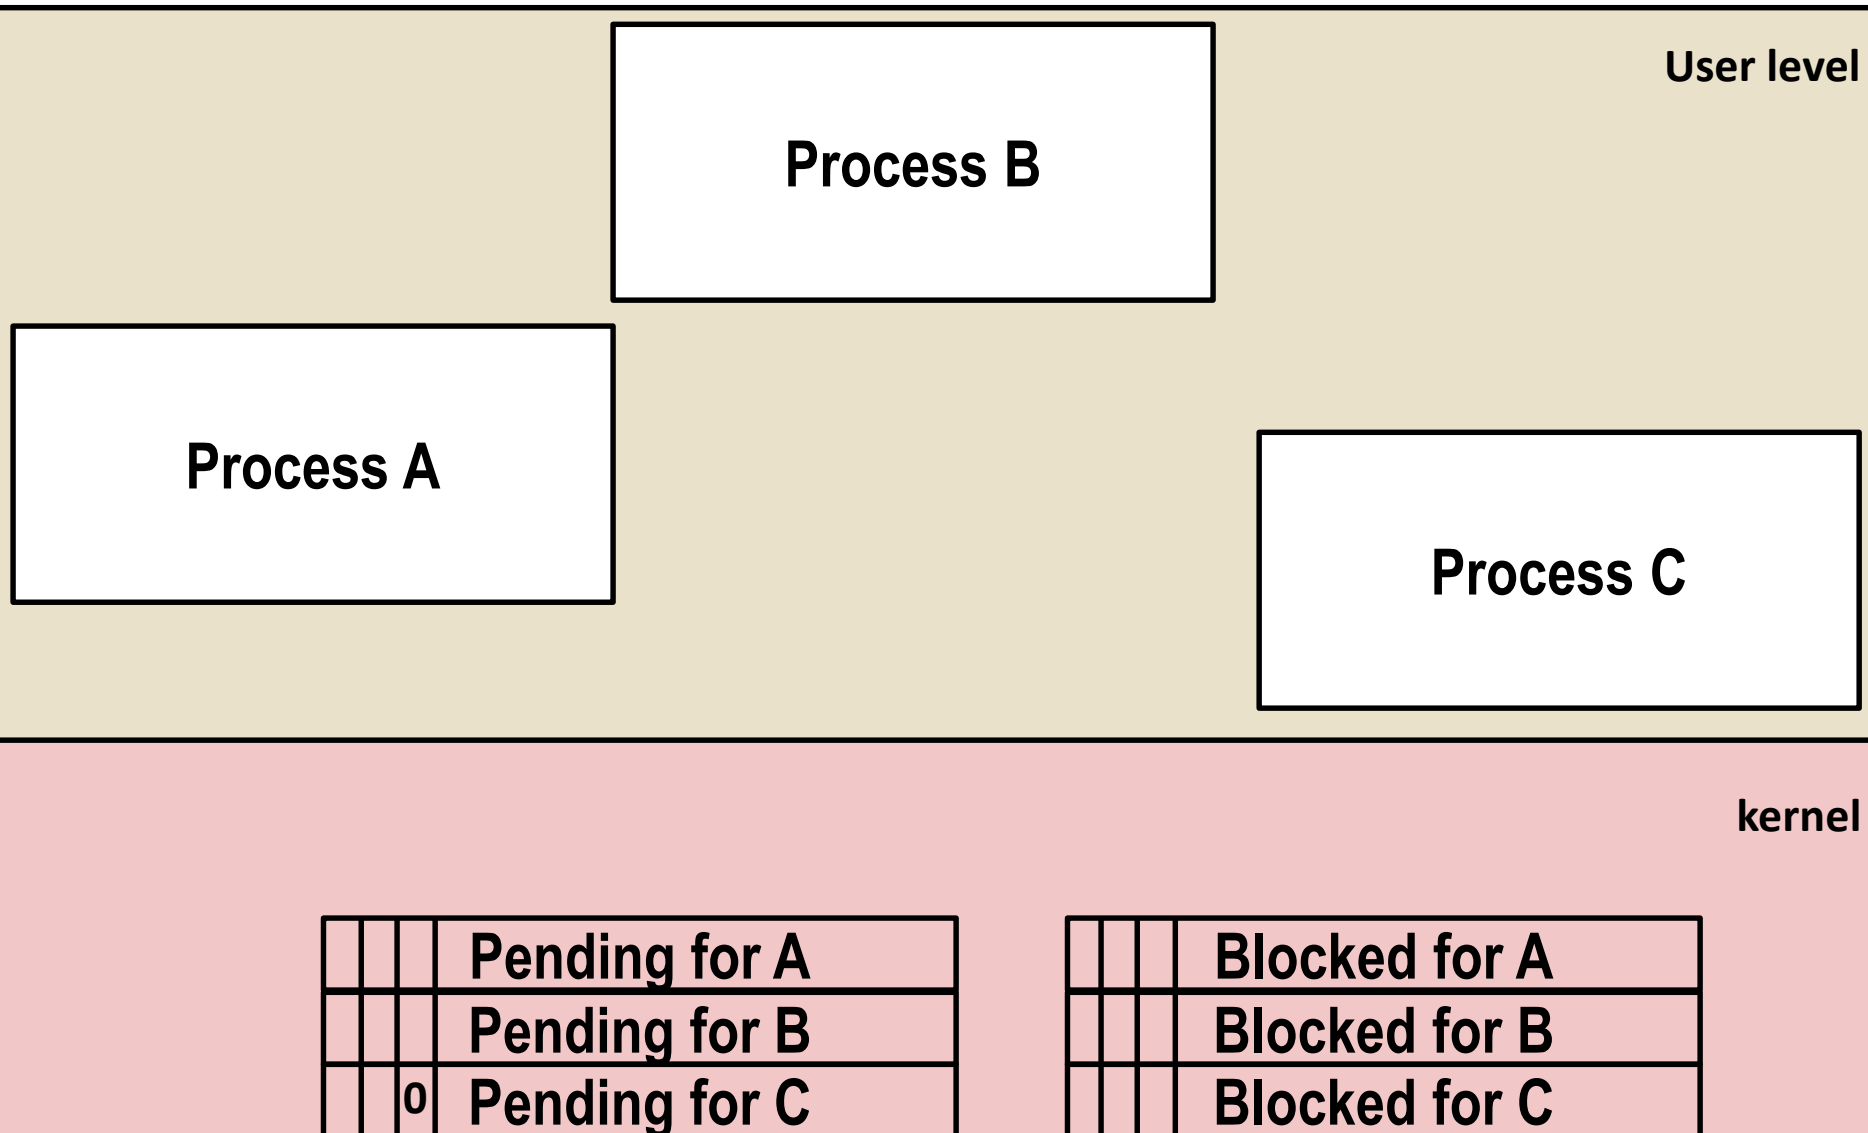 User level
Process B
Process A
Process C
kernel
Pending for A
Blocked for A
Pending for B
Blocked for B
0 Pending for C
Blocked for C